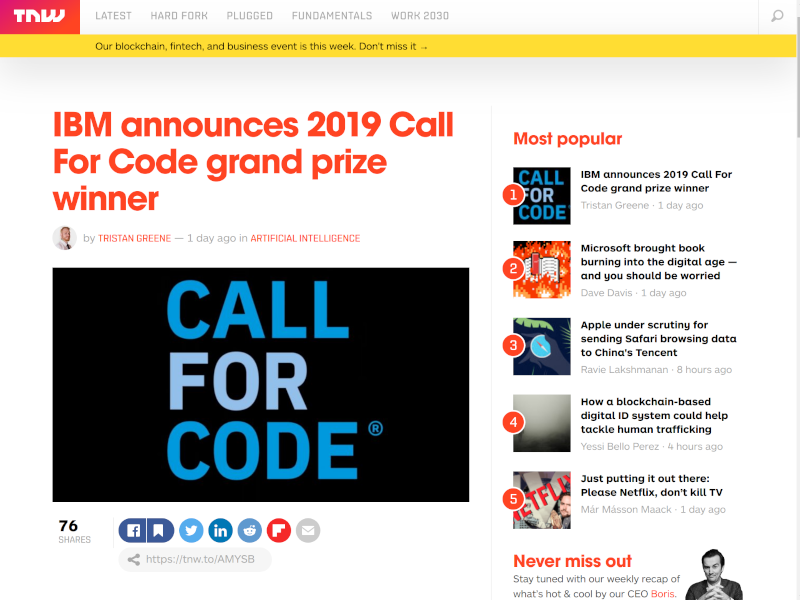 TNW
LATEST HARD FORK PLUGGED FUNDAMENTALS WORK 2030
Our blockchain, fintech, and business event is this week. Don't miss it →
IBM announces 2019 Call
For Code grand prize
winner
by TRISTAN GREENE — 1 day ago in ARTIFICIAL INTELLIGENCE
CALL
FOR
CODE ®
76
SHARES
https://tnw.to/AMYSB
Most popular
CALL
FOR
CODE
1
IBM announces 2019 Call For
Code grand prize winner
Tristan Greene · 1 day ago
2
Microsoft brought book
burning into the digital age —
and you should be worried
Dave Davis · 1 day ago
3
Apple under scrutiny for
sending Safari browsing data
to China's Tencent
Ravie Lakshmanan · 8 hours ago
4
How a blockchain-based
digital ID system could help
tackle human trafficking
Yessi Bello Perez · 4 hours ago
NETFLI
5
Just putting it out there:
Please Netflix, don't kill TV
Már Másson Maack · 1 day ago
Never miss out
Stay tuned with our weekly recap of
what's hot & cool by our CEO Boris.